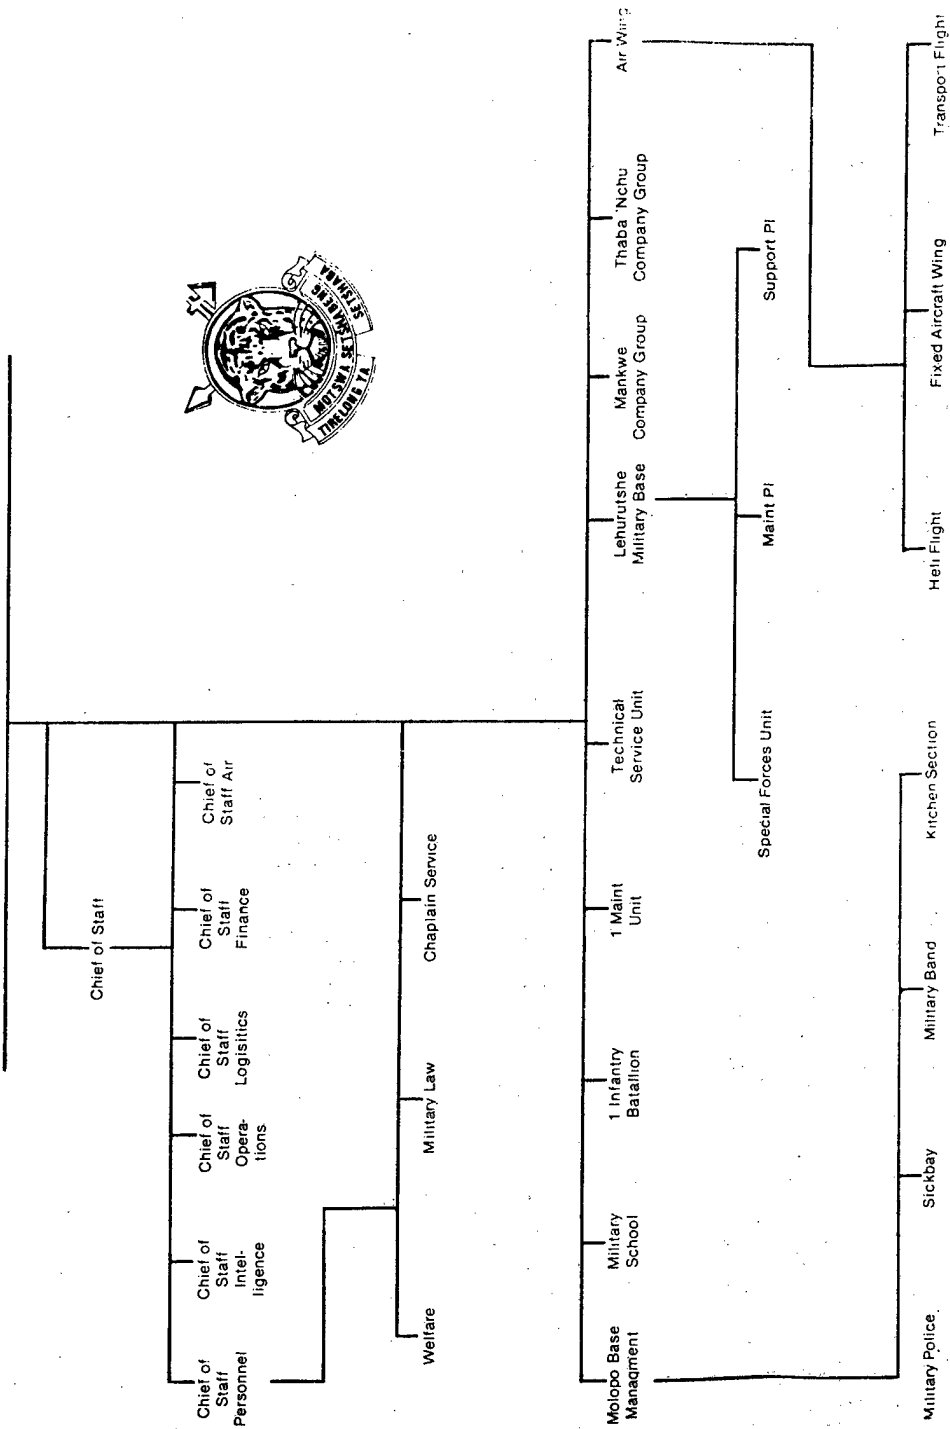 Chief of Staff
Chief of
Staff
Personnel
Chief of
Staff
Intel-
ligence
Chief of
Staff
Opera-
tions
Chief of
Staff
Logisitics
Chief of
Staff
Finance
Chief of
Staff Air
Welfare
Military Law
Chaplain Service
TIRELONG YA
MOTSWA SETSHABENG
SETSHABA
Molopo Base
Managment
Military
School
1 Infantry
Batallion
1 Maint
Unit
Technical
Service Unit
Lehurutshe
Military Base
Mankwe
Company Group
Thaba 'Nchu
Company Group
Air Wing
Special Forces Unit
Maint Pl
Support Pl
Military Police
Sickbay
Military Band
Kitchen Section
Heli Flight
Fixed Aircraft Wing
Transport Flight